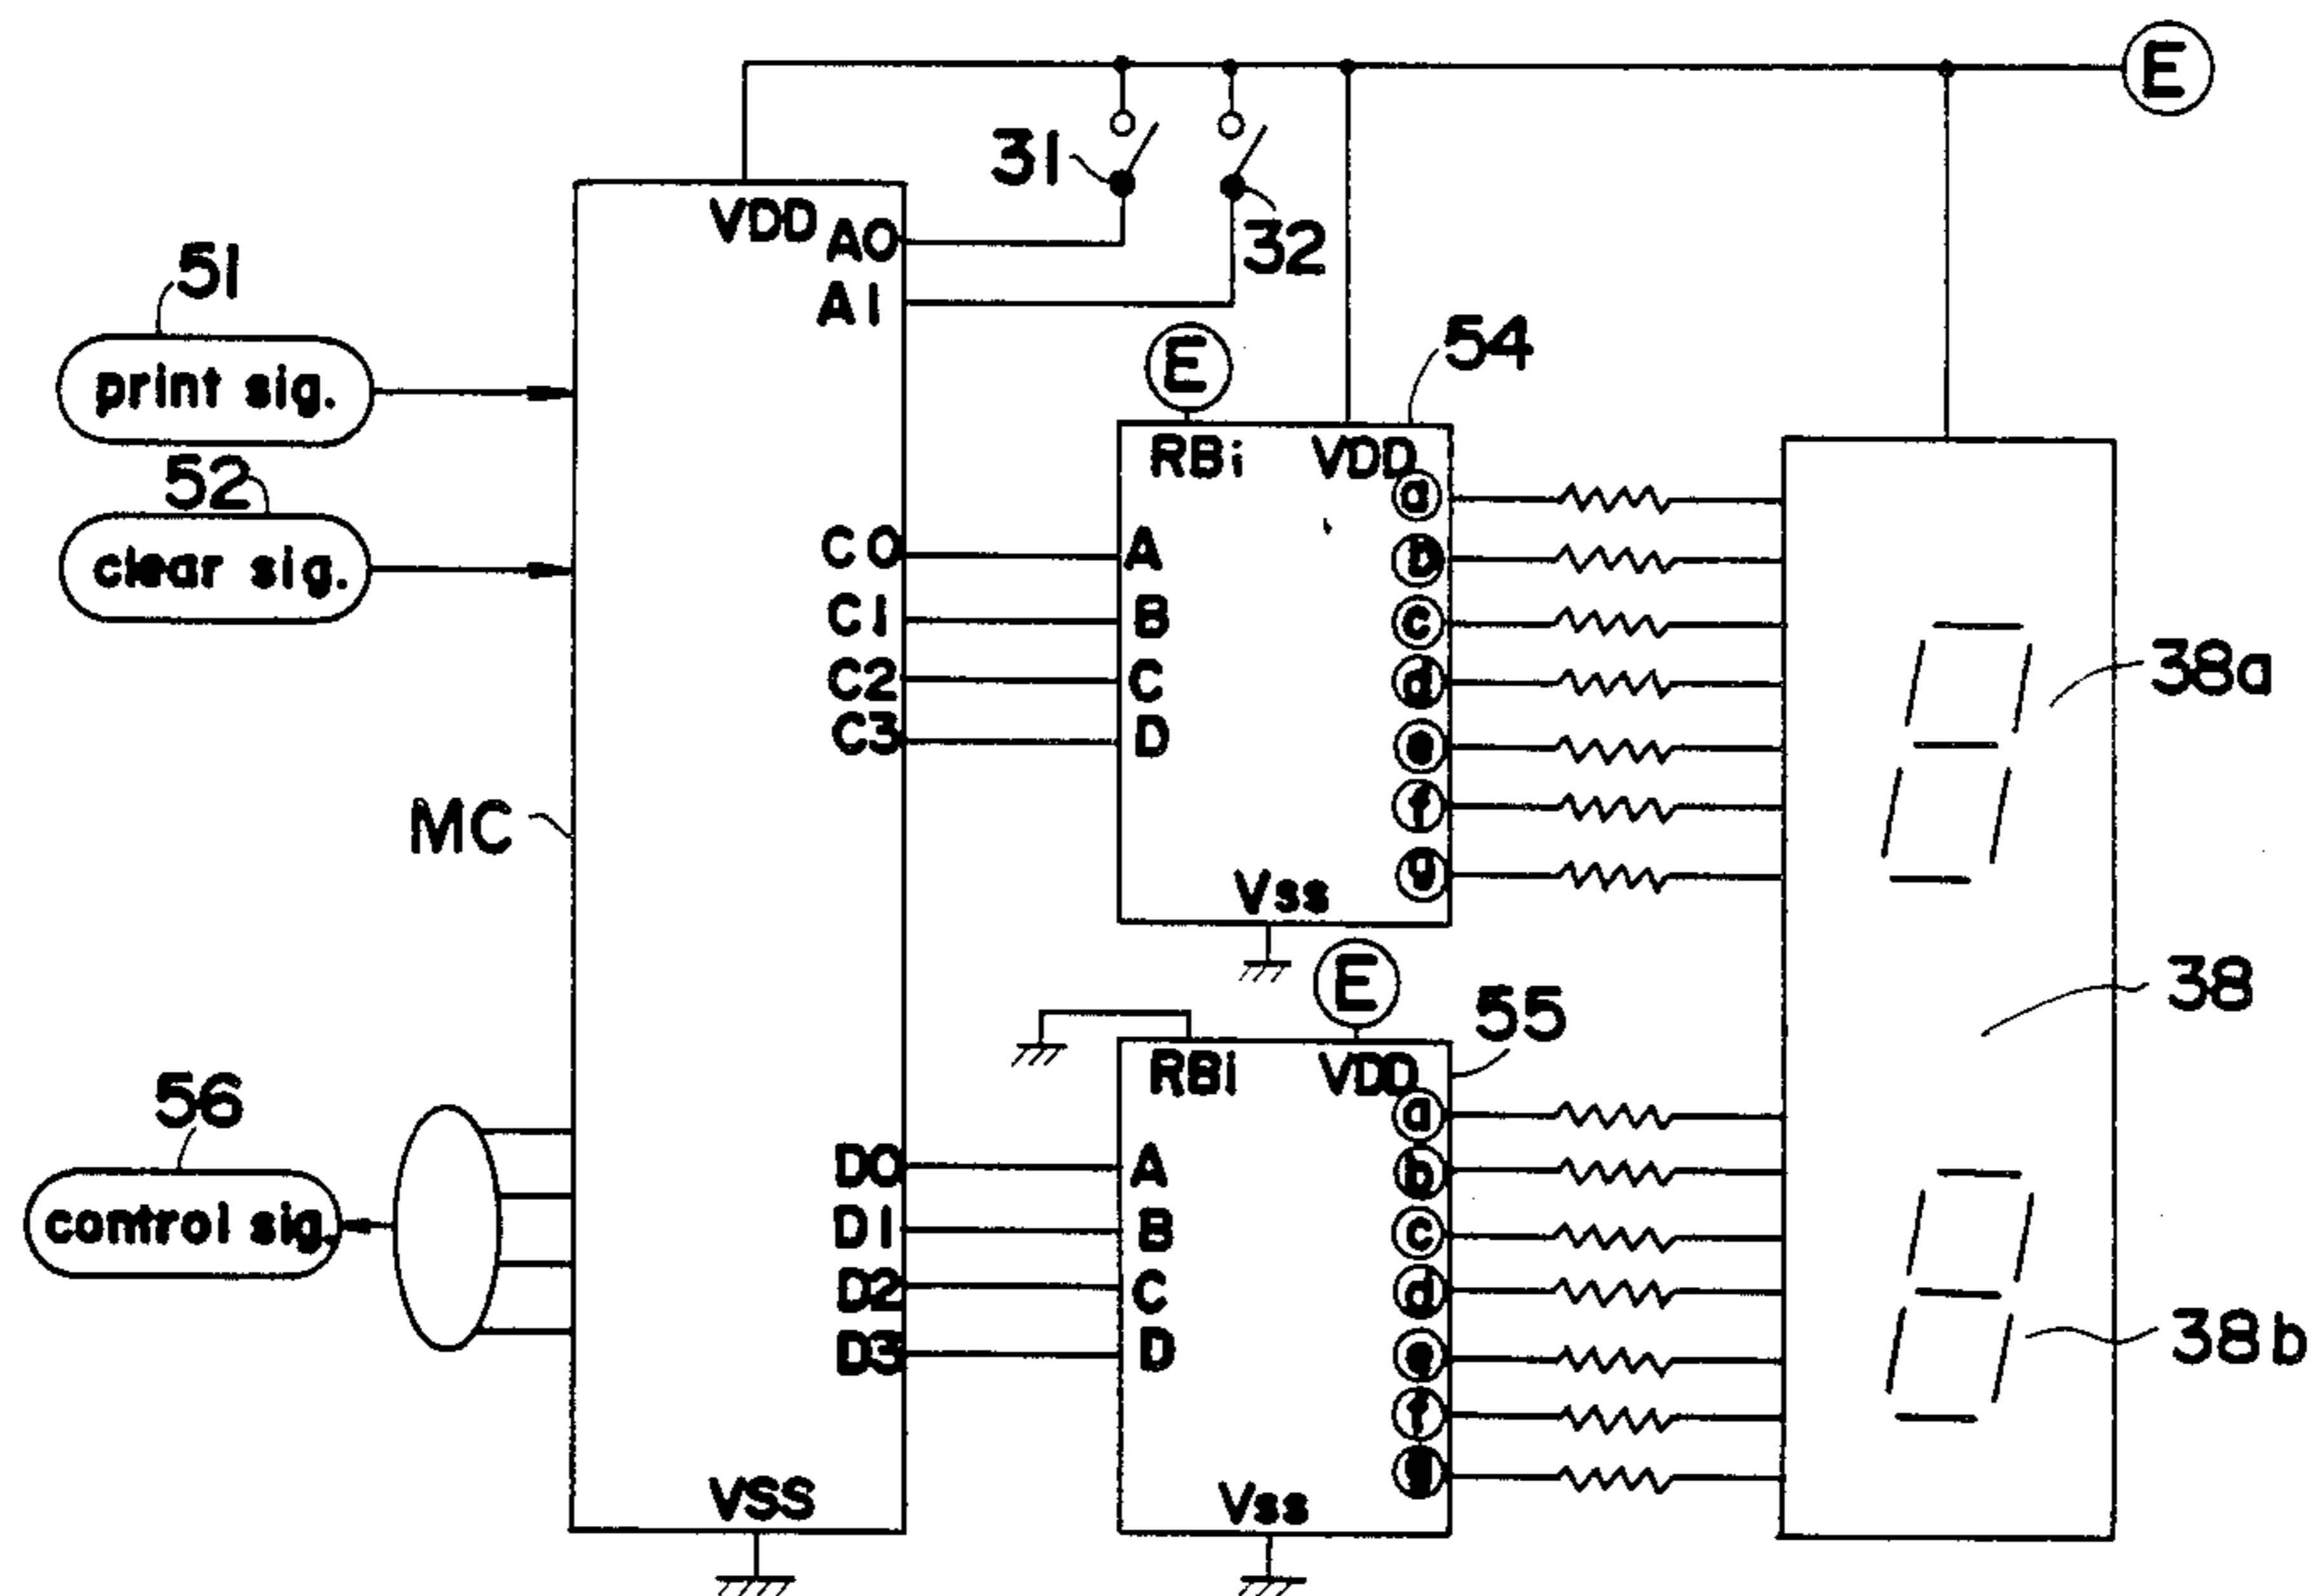 E
31
VDD
A0
32
51
A1
print sig.
E
54
RBi
VDD
a
52
b
C0
A
clear sig.
C1
B
c
38a
C2
C
d
C3
D
e
MC
f
g
Vss
E
38
55
RBi
VDD
56
a
D0
A
b
control sig.
D1
B
c
D2
C
d
38b
D3
D
e
f
g
VSS
Vss